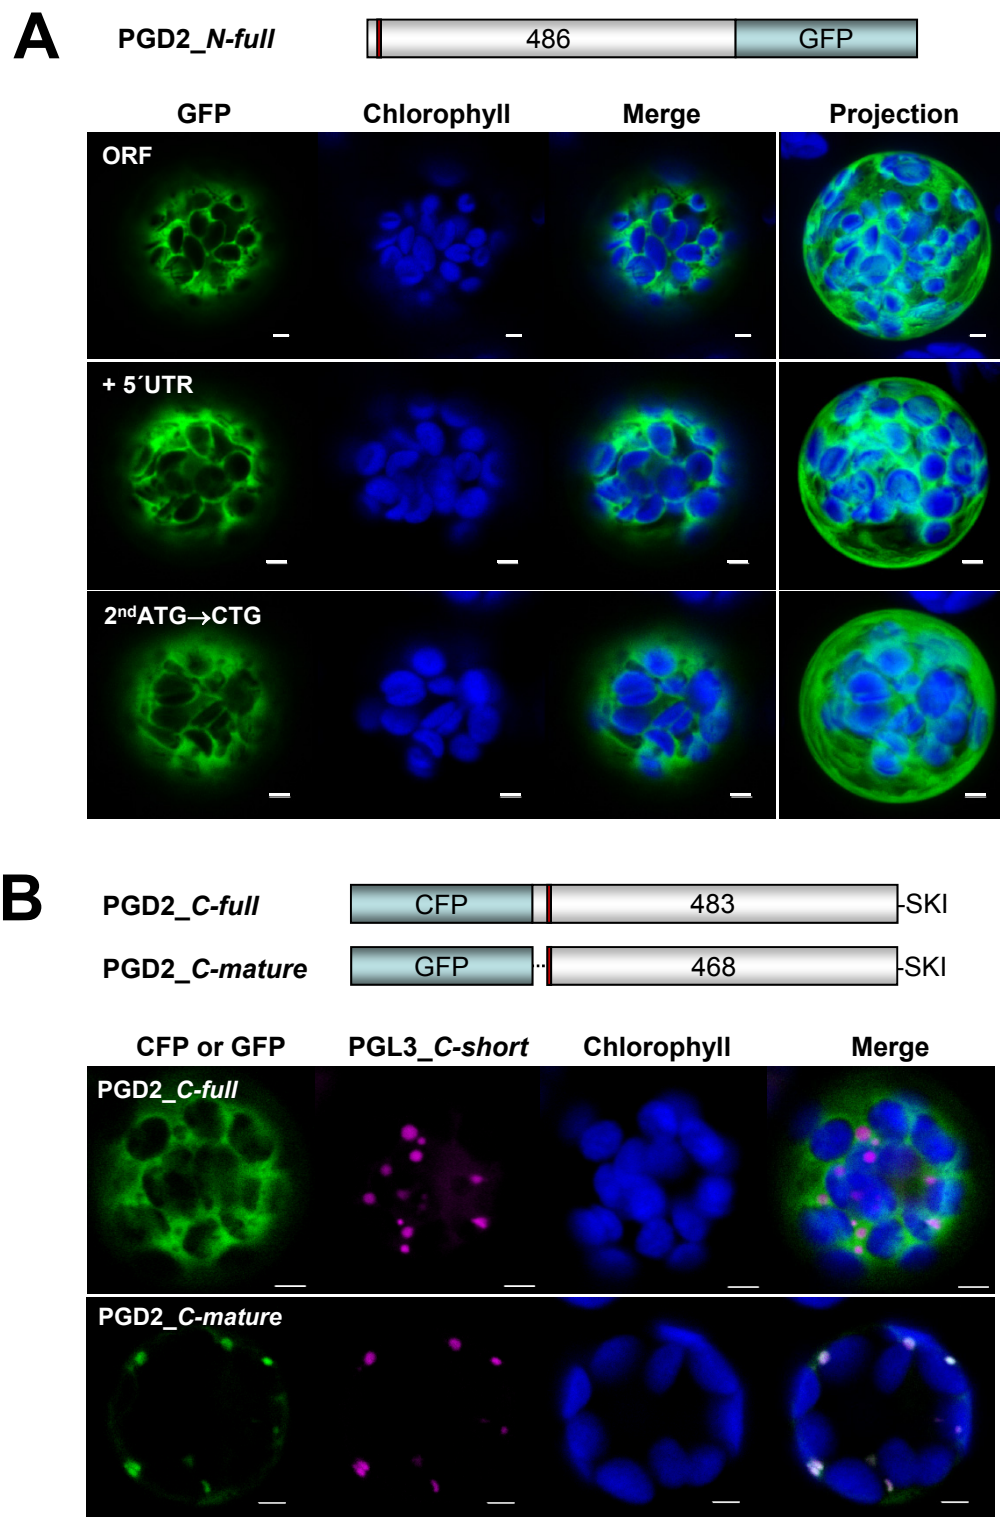 A
PGD2_N-full 486 GFP
GFP Chlorophyll Merge Projection
ORF
+ 5´UTR
2ndATG→CTG
B
PGD2_C-full CFP 483 -SKI
PGD2_C-mature GFP 468 -SKI
CFP or GFP PGL3_C-short Chlorophyll Merge
PGD2_C-full
PGD2_C-mature